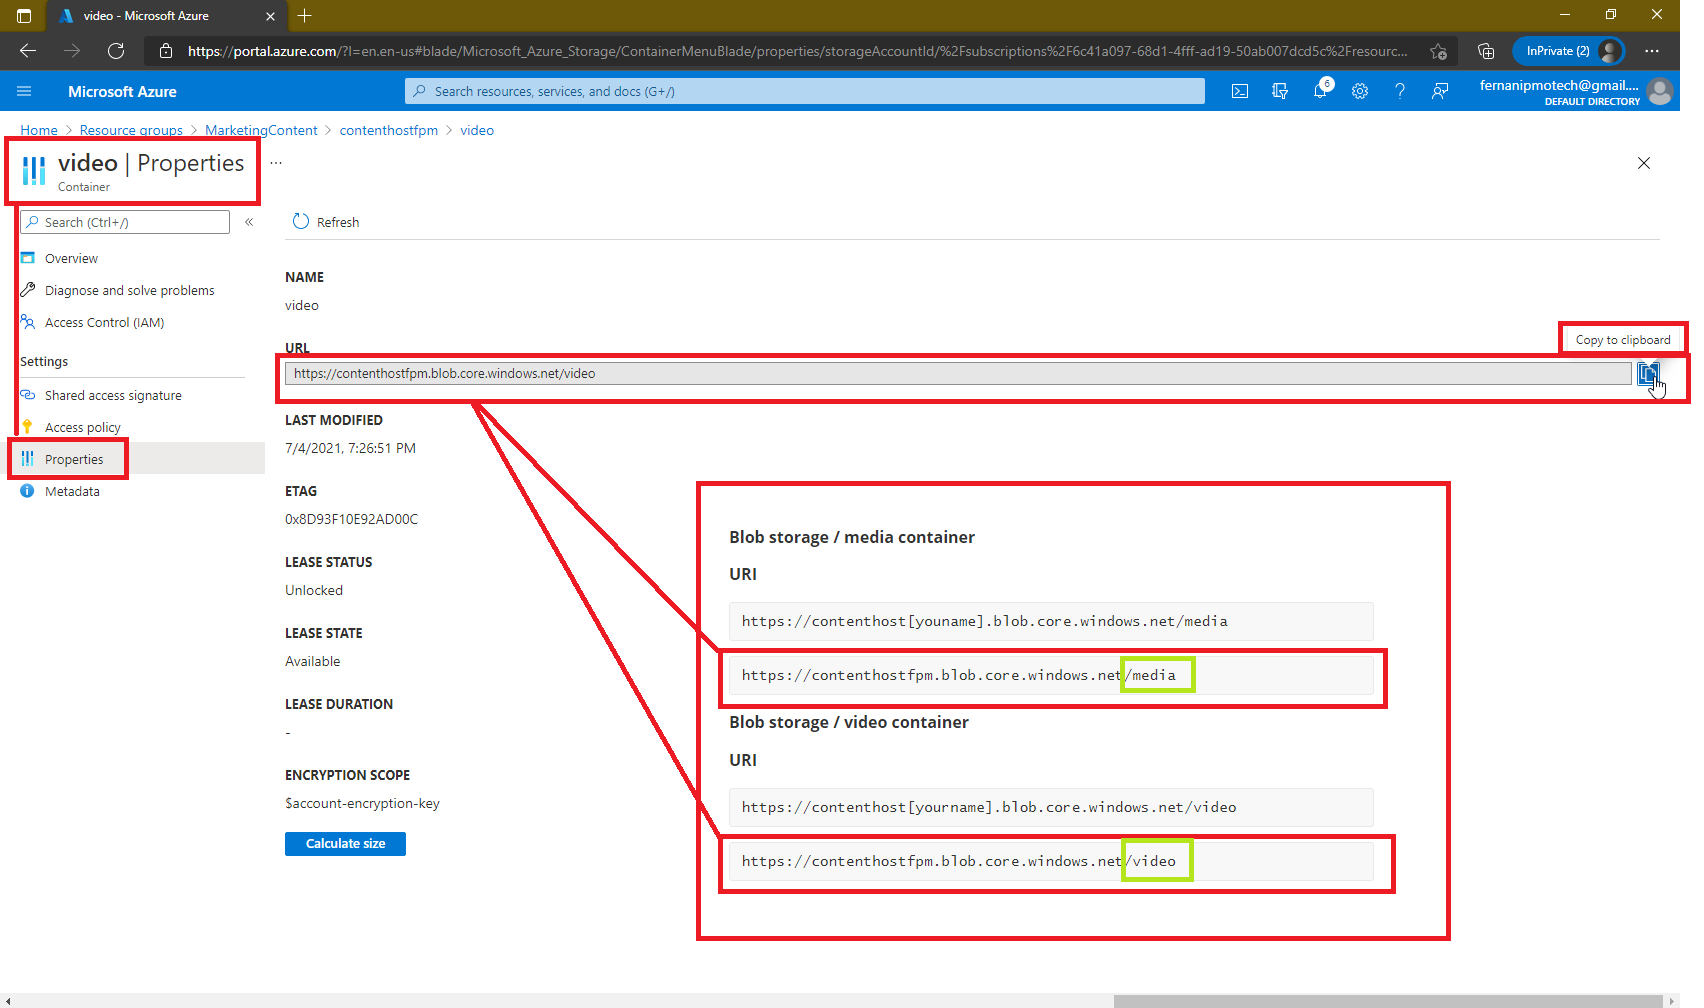 video - Microsoft Azure
https://portal.azure.com/?l=en.en-us#blade/Microsoft_Azure_Storage/ContainerMenuBlade/properties/storageAccountId/%2Fsubscriptions%2F6c41a097-68d1-4fff-ad19-50ab007dcd5c%2Fresourc...
InPrivate (2)
Microsoft Azure
Search resources, services, and docs (G+/)
6
fernanipmotech@gmail....
DEFAULT DIRECTORY
Home > Resource groups > MarketingContent > contenthostfpm > video
video | Properties
...
Container
Search (Ctrl+/)
«
Refresh
Overview
Diagnose and solve problems
Access Control (IAM)
Settings
Shared access signature
Access policy
Properties
Metadata
NAME
video
URL
Copy to clipboard
https://contenthostfpm.blob.core.windows.net/video
LAST MODIFIED
7/4/2021, 7:26:51 PM
ETAG
0x8D93F10E92AD00C
LEASE STATUS
Unlocked
LEASE STATE
Available
LEASE DURATION
-
ENCRYPTION SCOPE
$account-encryption-key
Calculate size
Blob storage / media container
URI
https://contenthost[youname].blob.core.windows.net/media
https://contenthostfpm.blob.core.windows.net/media
Blob storage / video container
URI
https://contenthost[yourname].blob.core.windows.net/video
https://contenthostfpm.blob.core.windows.net/video